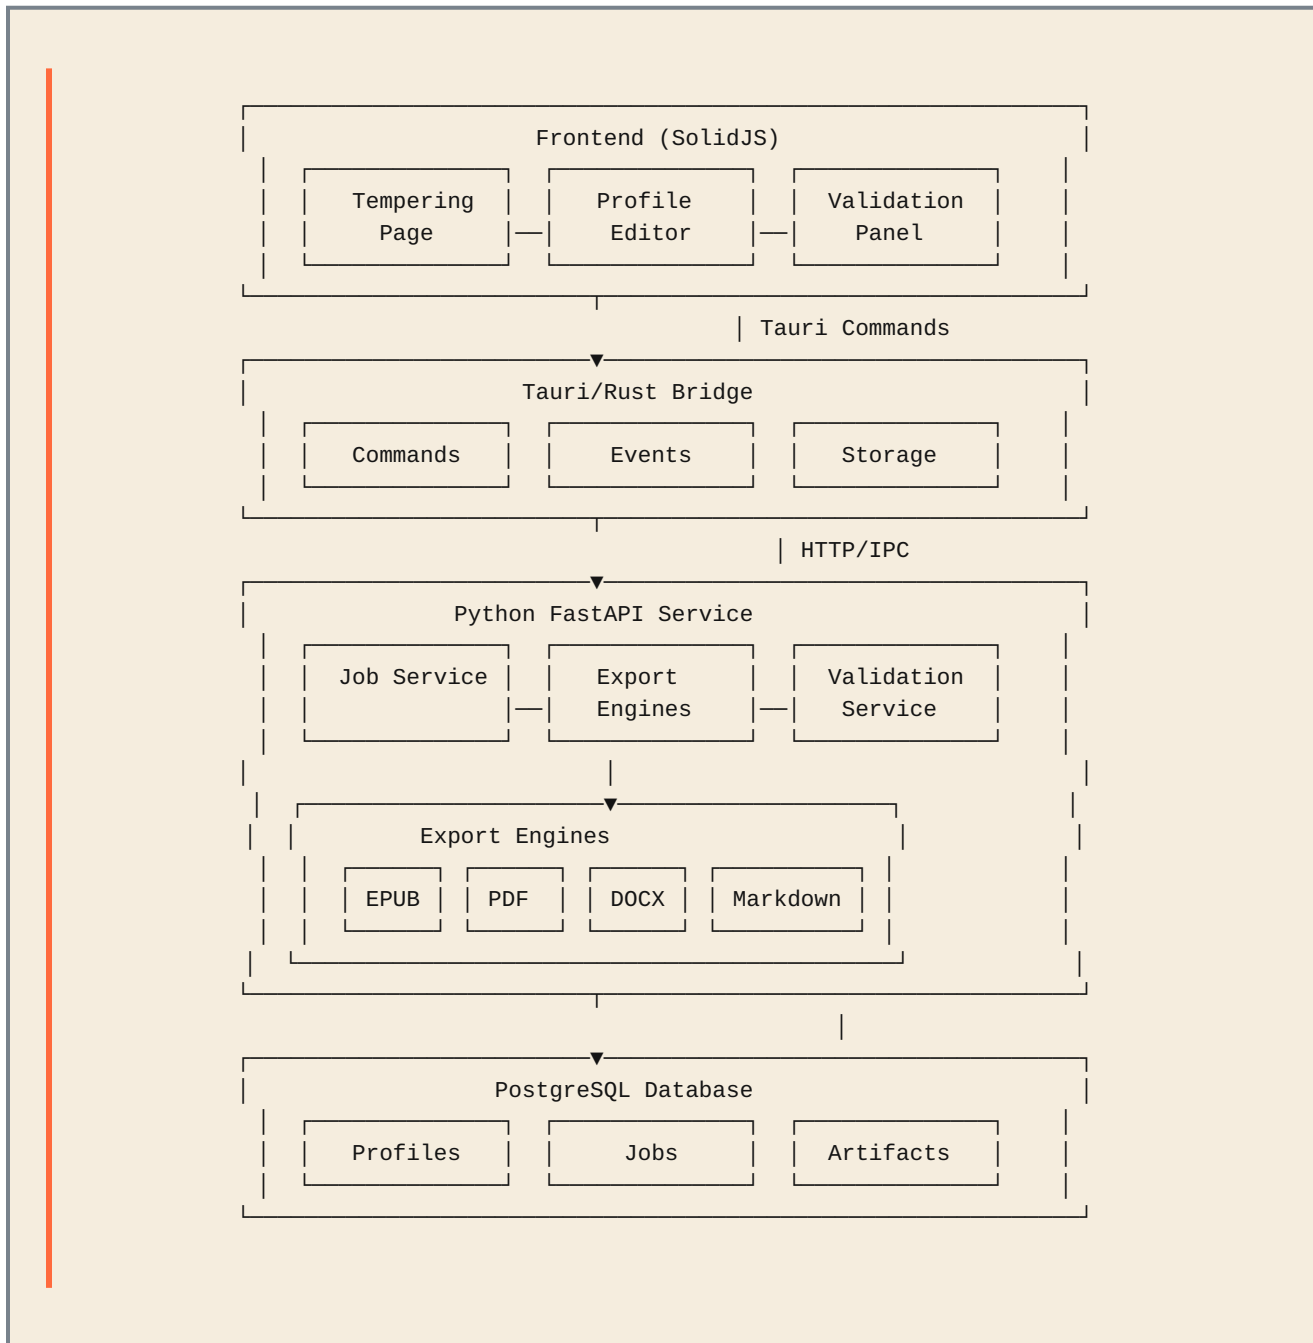 Frontend (SolidJS)
Tempering Profile Validation
Page Editor Panel
Tauri Commands
Tauri/Rust Bridge
Commands Events Storage
HTTP/IPC
Python FastAPI Service
Job Service Export Validation
Engines Service
Export Engines
EPUB PDF DOCX Markdown
PostgreSQL Database
Profiles Jobs Artifacts